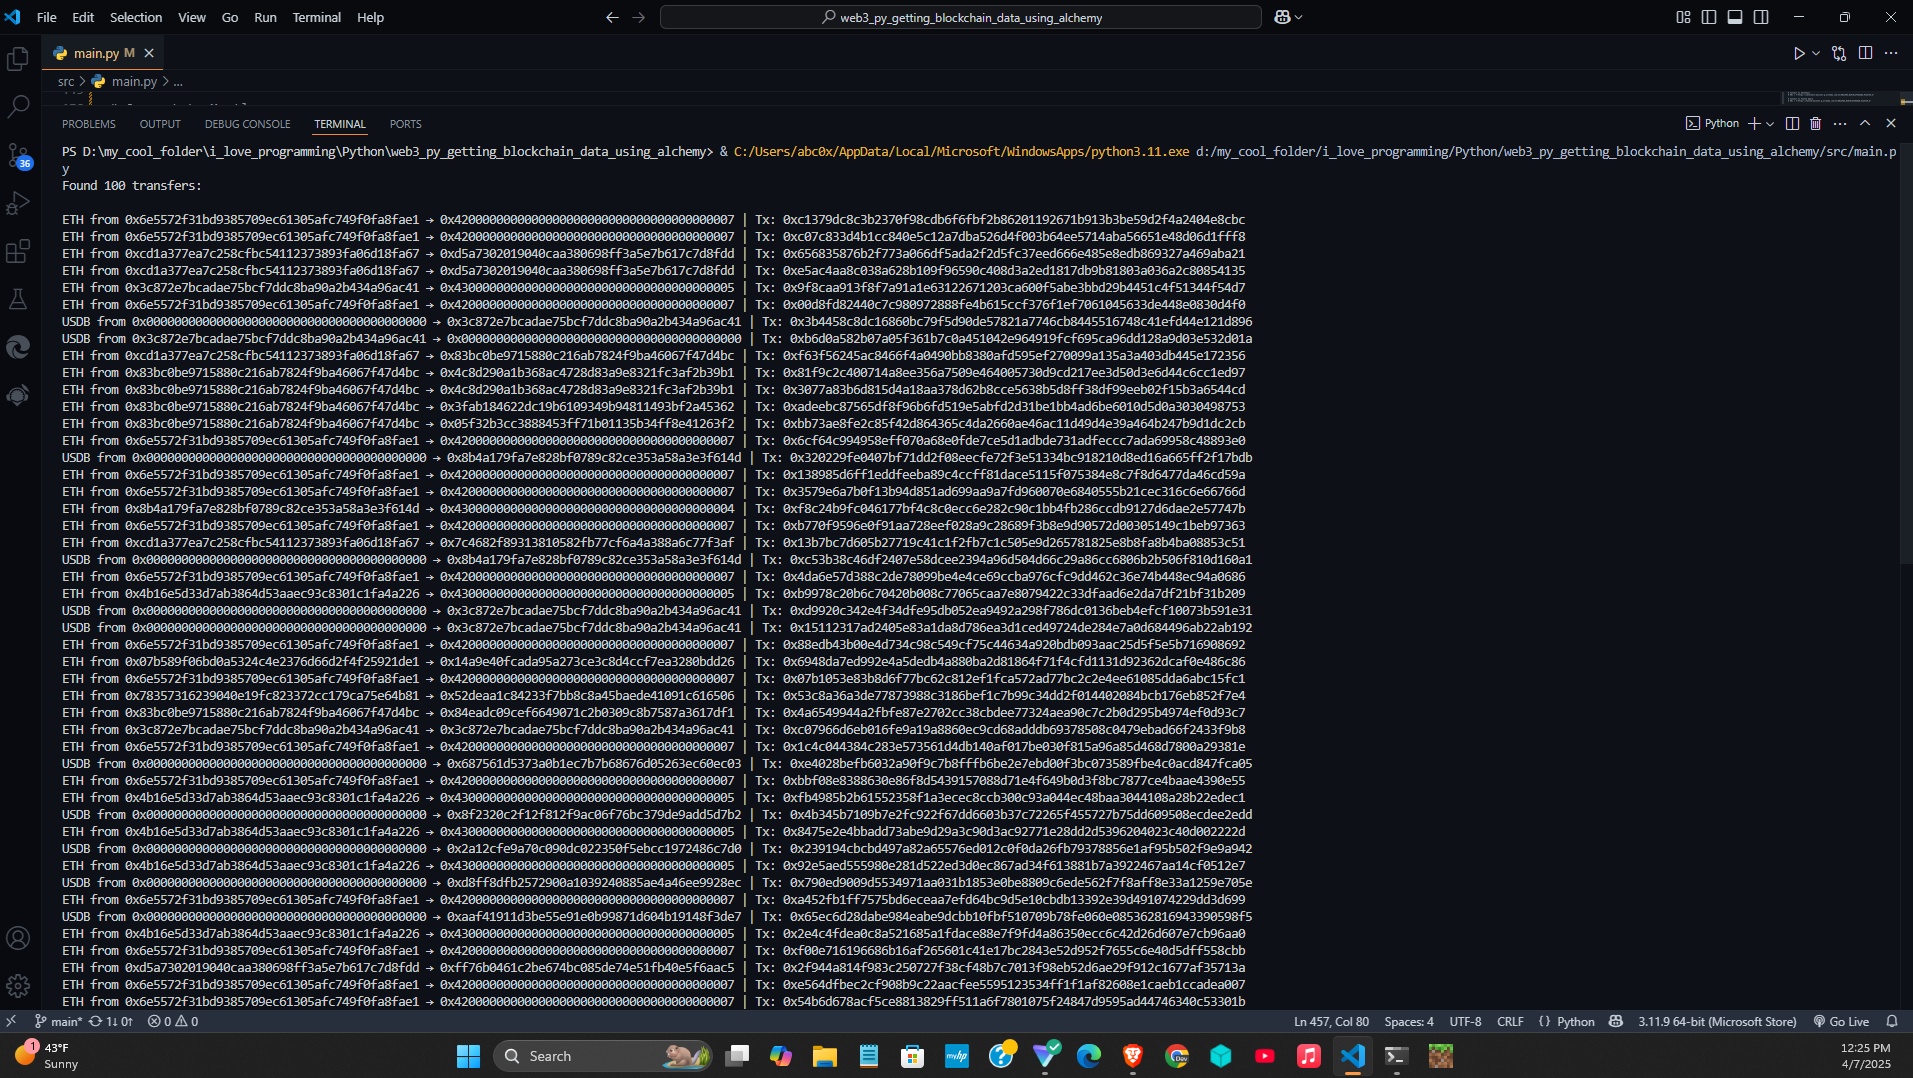 File Edit Selection View Go Run Terminal Help
web3_py_getting_blockchain_data_using_alchemy
main.py M
src > main.py > ...
PROBLEMS OUTPUT DEBUG CONSOLE TERMINAL PORTS
Python
PS D:\my_cool_folder\i_love_programming\Python\web3_py_getting_blockchain_data_using_alchemy> & C:/Users/abc0x/AppData/Local/Microsoft/WindowsApps/python3.11.exe d:/my_cool_folder/i_love_programming/Python/web3_py_getting_blockchain_data_using_alchemy/src/main.p
y
Found 100 transfers:
ETH from 0x6e5572f31bd9385709ec61305afc749f0fa8fae1 → 0x4200000000000000000000000000000000000007 | Tx: 0xc1379dc8c3b2370f98cdb6f6fbf2b86201192671b913b3be59d2f4a2404e8cbc
ETH from 0x6e5572f31bd9385709ec61305afc749f0fa8fae1 → 0x4200000000000000000000000000000000000007 | Tx: 0xc07c833d4b1cc840e5c12a7dba526d4f003b64ee5714aba56651e48d06d1fff8
ETH from 0xcd1a377ea7c258cfbc54112373893fa06d18fa67 → 0xd5a7302019040caa380698ff3a5e7b617c7d8fdd | Tx: 0x656835876b2f773a066df5ada2f2d5fc37eed666e485e8edb869327a469aba21
ETH from 0xcd1a377ea7c258cfbc54112373893fa06d18fa67 → 0xd5a7302019040caa380698ff3a5e7b617c7d8fdd | Tx: 0xe5ac4aa8c038a628b109f96590c408d3a2ed1817db9b81803a036a2c80854135
ETH from 0x3c872e7bcadae75bcf7ddc8ba90a2b434a96ac41 → 0x4300000000000000000000000000000000000005 | Tx: 0x9f8caa913f8f7a91a1e63122671203ca600f5abe3bbd29b4451c4f51344f54d7
ETH from 0x6e5572f31bd9385709ec61305afc749f0fa8fae1 → 0x4200000000000000000000000000000000000007 | Tx: 0x00d8fd82440c7c980972888fe4b615ccf376f1ef7061045633de448e0830d4f0
USDB from 0x0000000000000000000000000000000000000000 → 0x3c872e7bcadae75bcf7ddc8ba90a2b434a96ac41 | Tx: 0x3b4458c8dc16860bc79f5d90de57821a7746cb8445516748c41efd44e121d896
USDB from 0x3c872e7bcadae75bcf7ddc8ba90a2b434a96ac41 → 0x0000000000000000000000000000000000000000 | Tx: 0xb6d0a582b07a05f361b7c0a451042e964919fcf695ca96dd128a9d03e532d01a
ETH from 0xcd1a377ea7c258cfbc54112373893fa06d18fa67 → 0x83bc0be9715880c216ab7824f9ba46067f47d4bc | Tx: 0xf63f56245ac8466f4a0490bb8380afd595ef270099a135a3a403db445e172356
ETH from 0x83bc0be9715880c216ab7824f9ba46067f47d4bc → 0x4c8d290a1b368ac4728d83a9e8321fc3af2b39b1 | Tx: 0x81f9c2c400714a8ee356a7509e464005730d9cd217ee3d50d3e6d44c6cc1ed97
ETH from 0x83bc0be9715880c216ab7824f9ba46067f47d4bc → 0x4c8d290a1b368ac4728d83a9e8321fc3af2b39b1 | Tx: 0x3077a83b6d815d4a18aa378d62b8cce5638b5d8ff38df99eeb02f15b3a6544cd
ETH from 0x83bc0be9715880c216ab7824f9ba46067f47d4bc → 0x3fab184622dc19b6109349b94811493bf2a45362 | Tx: 0xadeebc87565df8f96b6fd519e5abfd2d31be1bb4ad6be6010d5d0a3030498753
ETH from 0x83bc0be9715880c216ab7824f9ba46067f47d4bc → 0x05f32b3cc3888453ff71b01135b34ff8e41263f2 | Tx: 0xbb73ae8fe2c85f42d864365c4da2660ae46ac11d49d4e39a464b247b9d1dc2cb
ETH from 0x6e5572f31bd9385709ec61305afc749f0fa8fae1 → 0x4200000000000000000000000000000000000007 | Tx: 0x6cf64c994958eff070a68e0fde7ce5d1adbde731adfeccc7ada69958c48893e0
USDB from 0x0000000000000000000000000000000000000000 → 0x8b4a179fa7e828bf0789c82ce353a58a3e3f614d | Tx: 0x320229fe0407bf71dd2f08eecfe72f3e51334bc918210d8ed16a665ff2f17bdb
ETH from 0x6e5572f31bd9385709ec61305afc749f0fa8fae1 → 0x4200000000000000000000000000000000000007 | Tx: 0x138985d6ff1eddfeeba89c4ccff81dace5115f075384e8c7f8d6477da46cd59a
ETH from 0x6e5572f31bd9385709ec61305afc749f0fa8fae1 → 0x4200000000000000000000000000000000000007 | Tx: 0x3579e6a7b0f13b94d851ad699aa9a7fd960070e6840555b21cec316c6e66766d
ETH from 0x8b4a179fa7e828bf0789c82ce353a58a3e3f614d → 0x4300000000000000000000000000000000000004 | Tx: 0xf8c24b9fc046177bf4c8c0ecc6e282c90c1bb4fb286ccdb9127d6dae2e57747b
ETH from 0x6e5572f31bd9385709ec61305afc749f0fa8fae1 → 0x4200000000000000000000000000000000000007 | Tx: 0xb770f9596e0f91aa728eef028a9c28689f3b8e9d90572d00305149c1beb97363
ETH from 0xcd1a377ea7c258cfbc54112373893fa06d18fa67 → 0x7c4682f89313810582fb77cf6a4a388a6c77f3af | Tx: 0x13b7bc7d605b27719c41c1f2fb7c1c505e9d265781825e8b8fa8b4ba08853c51
USDB from 0x0000000000000000000000000000000000000000 → 0x8b4a179fa7e828bf0789c82ce353a58a3e3f614d | Tx: 0xc53b38c46df2407e58dcee2394a96d504d66c29a86cc6806b2b506f810d160a1
ETH from 0x6e5572f31bd9385709ec61305afc749f0fa8fae1 → 0x4200000000000000000000000000000000000007 | Tx: 0x4da6e57d388c2de78099be4e4ce69ccba976cfc9dd462c36e74b448ec94a0686
ETH from 0x4b16e5d33d7ab3864d53aaec93c8301c1fa4a226 → 0x4300000000000000000000000000000000000005 | Tx: 0xb9978c20b6c70420b008c77065caa7e8079422c33dfaad6e2da7df21bf31b209
USDB from 0x0000000000000000000000000000000000000000 → 0x3c872e7bcadae75bcf7ddc8ba90a2b434a96ac41 | Tx: 0xd9920c342e4f34dfe95db052ea9492a298f786dc0136beb4efcf10073b591e31
USDB from 0x0000000000000000000000000000000000000000 → 0x3c872e7bcadae75bcf7ddc8ba90a2b434a96ac41 | Tx: 0x15112317ad2405e83a1da8d786ea3d1ced49724de284e7a0d684496ab22ab192
ETH from 0x6e5572f31bd9385709ec61305afc749f0fa8fae1 → 0x4200000000000000000000000000000000000007 | Tx: 0x88edb43b00e4d734c98c549cf75c44634a920bdb093aac25d5f5e5b716908692
ETH from 0x07b589f06bd0a5324c4e2376d66d2f4f25921de1 → 0x14a9e40fcada95a273ce3c8d4ccf7ea3280bdd26 | Tx: 0x6948da7ed992e4a5dedb4a880ba2d81864f71f4cfd1131d92362dcaf0e486c86
ETH from 0x6e5572f31bd9385709ec61305afc749f0fa8fae1 → 0x4200000000000000000000000000000000000007 | Tx: 0x07b1053e83b8d6f77bc62c812ef1fca572ad77bc2c2e4ee61085dda6abc15fc1
ETH from 0x78357316239040e19fc823372cc179ca75e64b81 → 0x52deaa1c84233f7bb8c8a45baede41091c616506 | Tx: 0x53c8a36a3de77873988c3186bef1c7b99c34dd2f014402084bcb176eb852f7e4
ETH from 0x83bc0be9715880c216ab7824f9ba46067f47d4bc → 0x84eadc09cef6649071c2b0309c8b7587a3617df1 | Tx: 0x4a6549944a2fbfe87e2702cc38cbdee77324aea90c7c2b0d295b4974ef0d93c7
ETH from 0x3c872e7bcadae75bcf7ddc8ba90a2b434a96ac41 → 0x3c872e7bcadae75bcf7ddc8ba90a2b434a96ac41 | Tx: 0xc07966d6eb016fe9a19a8860ec9cd68adddb69378508c0479ebad66f2433f9b8
ETH from 0x6e5572f31bd9385709ec61305afc749f0fa8fae1 → 0x4200000000000000000000000000000000000007 | Tx: 0x1c4c044384c283e573561d4db140af017be030f815a96a85d468d7800a29381e
USDB from 0x0000000000000000000000000000000000000000 → 0x687561d5373a0b1ec7b7b68676d05263ec60ec03 | Tx: 0xe4028befb6032a90f9c7b8fffb6be2e7ebd00f3bc073589fbe4c0acd847fca05
ETH from 0x6e5572f31bd9385709ec61305afc749f0fa8fae1 → 0x4200000000000000000000000000000000000007 | Tx: 0xbbf08e8388630e86f8d5439157088d71e4f649b0d3f8bc7877ce4baae4390e55
ETH from 0x4b16e5d33d7ab3864d53aaec93c8301c1fa4a226 → 0x4300000000000000000000000000000000000005 | Tx: 0xfb4985b2b61552358f1a3ecec8ccb300c93a044ec48baa3044108a28b22edec1
USDB from 0x0000000000000000000000000000000000000000 → 0x8f2320c2f12f812f9ac06f76bc379de9add5d7b2 | Tx: 0x4b345b7109b7e2fc922f67dd6603b37c72265f455727b75dd609508ecdee2edd
ETH from 0x4b16e5d33d7ab3864d53aaec93c8301c1fa4a226 → 0x4300000000000000000000000000000000000005 | Tx: 0x8475e2e4bbadd73abe9d29a3c90d3ac92771e28dd2d5396204023c40d002222d
USDB from 0x0000000000000000000000000000000000000000 → 0x2a12cfe9a70c090dc022350f5ebcc1972486c7d0 | Tx: 0x239194cbcbd497a82a65576ed012c0f0da26fb79378856e1af95b502f9e9a942
ETH from 0x4b16e5d33d7ab3864d53aaec93c8301c1fa4a226 → 0x4300000000000000000000000000000000000005 | Tx: 0x92e5aed555980e281d522ed3d0ec867ad34f613881b7a3922467aa14cf0512e7
USDB from 0x0000000000000000000000000000000000000000 → 0xd8ff8dfb2572900a1039240885ae4a46ee9928ec | Tx: 0x790ed9009d5534971aa031b1853e0be8809c6ede562f7f8aff8e33a1259e705e
ETH from 0x6e5572f31bd9385709ec61305afc749f0fa8fae1 → 0x4200000000000000000000000000000000000007 | Tx: 0xa452fb1ff7575bd6eceaa7efd64bc9d5e10cbdb13392e39d491074229dd3d699
USDB from 0x0000000000000000000000000000000000000000 → 0xaaf41911d3be55e91e0b99871d604b19148f3de7 | Tx: 0x65ec6d28dabe984eabe9dcbb10fbf510709b78fe060e085362816943390598f5
ETH from 0x4b16e5d33d7ab3864d53aaec93c8301c1fa4a226 → 0x4300000000000000000000000000000000000005 | Tx: 0x2e4c4fdea0c8a521685a1fdace88e7f9fd4a86350ecc6c42d26d607e7cb96aa0
ETH from 0x6e5572f31bd9385709ec61305afc749f0fa8fae1 → 0x4200000000000000000000000000000000000007 | Tx: 0xf00e716196686b16af265601c41e17bc2843e52d952f7655c6e40d5dff558cbb
ETH from 0xd5a7302019040caa380698ff3a5e7b617c7d8fdd → 0xff76b0461c2be674bc085de74e51fb40e5f6aac5 | Tx: 0x2f944a814f983c250727f38cf48b7c7013f98eb52d6ae29f912c1677af35713a
ETH from 0x6e5572f31bd9385709ec61305afc749f0fa8fae1 → 0x4200000000000000000000000000000000000007 | Tx: 0xe564dfbec2cf908b9c22aacfee5595123534ff1f1af82608e1caeb1ccadea007
ETH from 0x6e5572f31bd9385709ec61305afc749f0fa8fae1 → 0x4200000000000000000000000000000000000007 | Tx: 0x54b6d678acf5ce8813829ff511a6f7801075f24847d9595ad44746340c53301b
36
main* 1↓ 0↑ 0 0 Ln 457, Col 80 Spaces: 4 UTF-8 CRLF {} Python 3.11.9 64-bit (Microsoft Store) Go Live
1
43°F
Sunny
Search
myhp
Dev
12:25 PM
4/7/2025